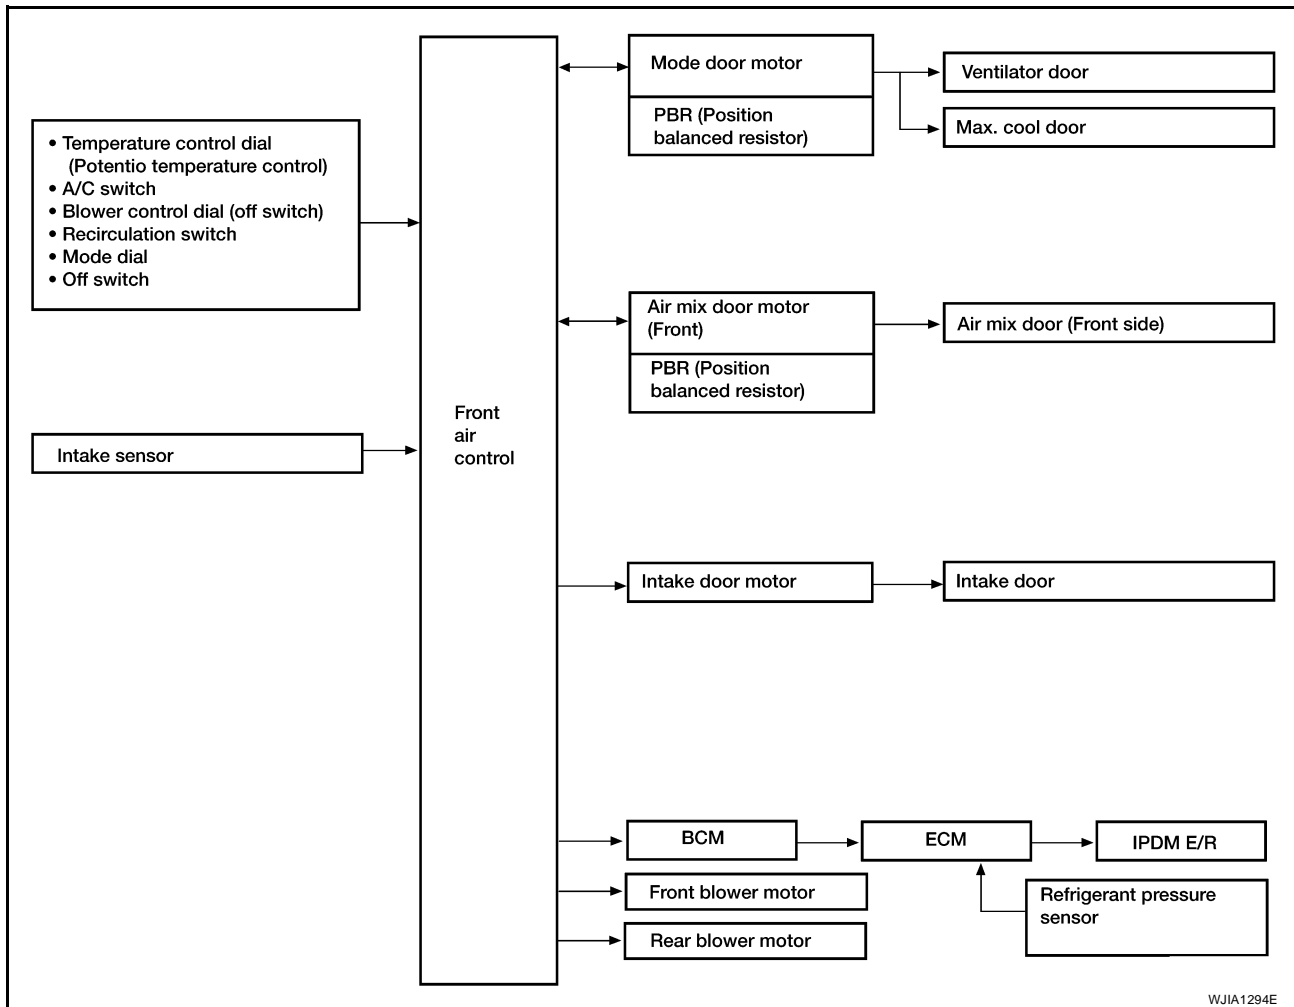 • Temperature control dial
(Potentio temperature control)
• A/C switch
• Blower control dial (off switch)
• Recirculation switch
• Mode dial
• Off switch
Intake sensor
Front
air
control
Mode door motor
PBR (Position
balanced resistor)
Ventilator door
Max. cool door
Air mix door motor
(Front)
PBR (Position
balanced resistor)
Air mix door (Front side)
Intake door motor
Intake door
BCM
ECM
IPDM E/R
Front blower motor
Refrigerant pressure
sensor
Rear blower motor
WJIA1294E